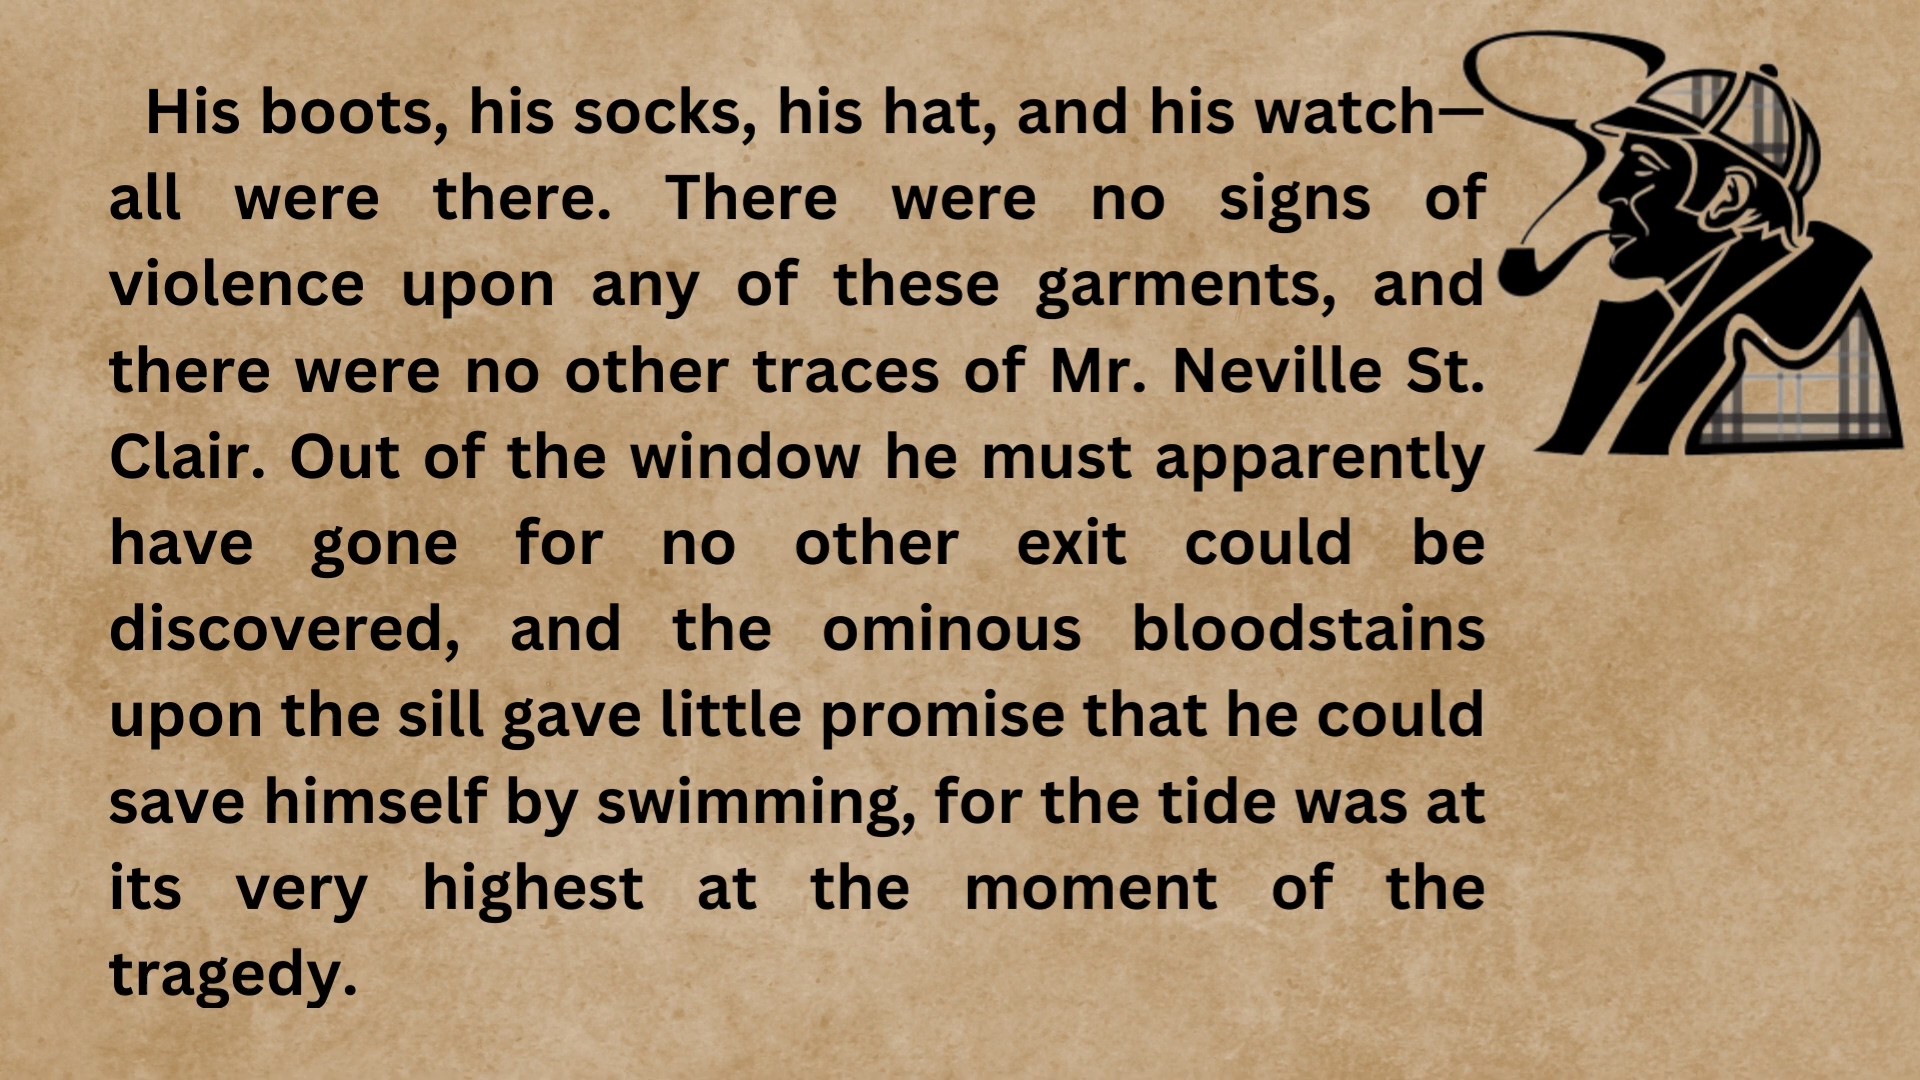 His boots, his socks, his hat, and his watch—
all were there. There were no signs of
violence upon any of these garments, and
there were no other traces of Mr. Neville St.
Clair. Out of the window he must apparently
have gone for no other exit could be
discovered, and the ominous bloodstains
upon the sill gave little promise that he could
save himself by swimming, for the tide was at
its very highest at the moment of the
tragedy.